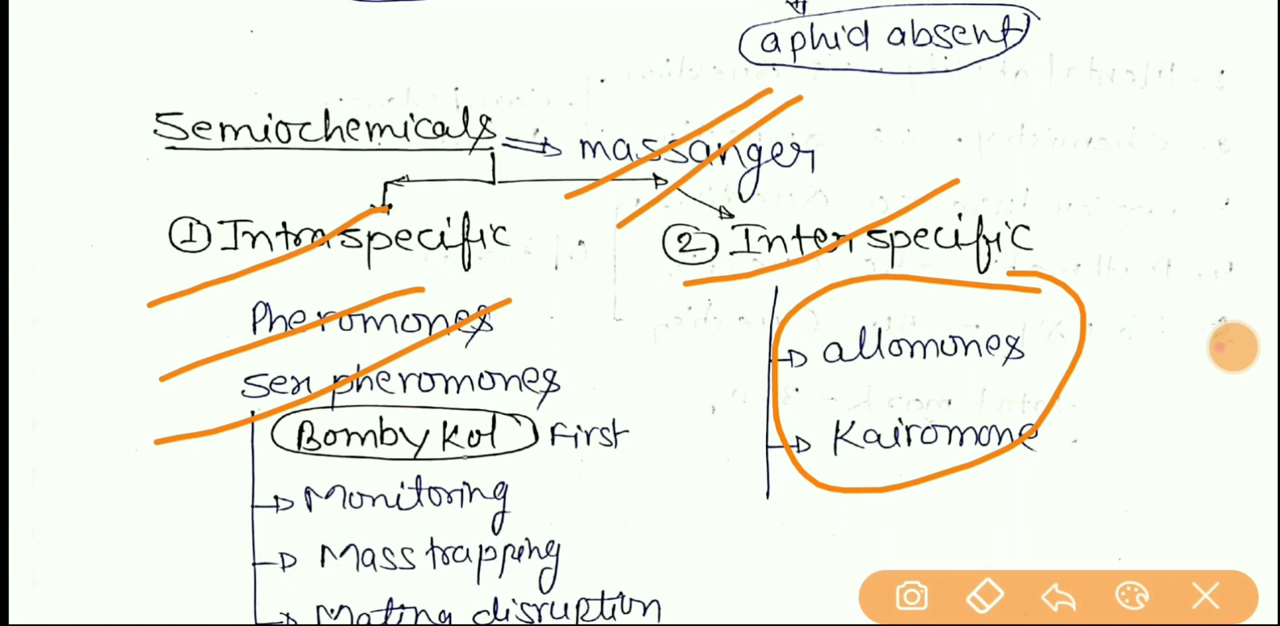 aphid absent
Semiochemicals ⇒ massanger
① Intraspecific
② Interspecific
Pheromones
Sex pheromones
Bombykol First
→ Monitoring
→ Mass trapping
→ Mating disruption
→ allomones
→ Kairomone